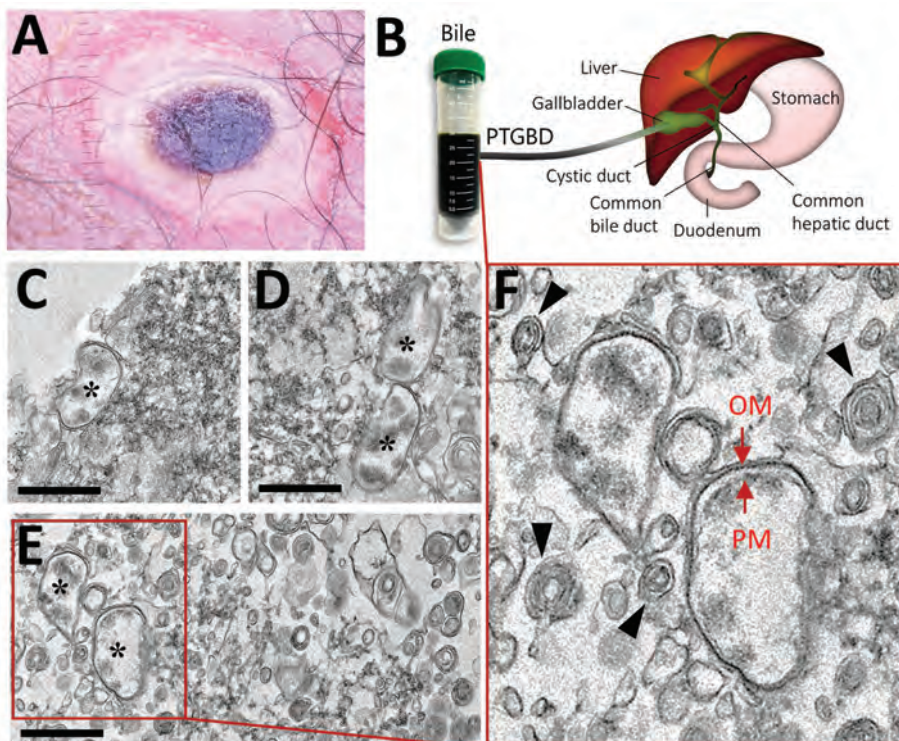 A
B
Bile
Liver
Gallbladder
Stomach
PTGBD
Cystic duct
Common
bile duct
Duodenum
Common
hepatic duct
C
*
D
*
*
E
*
*
F
OM
PM